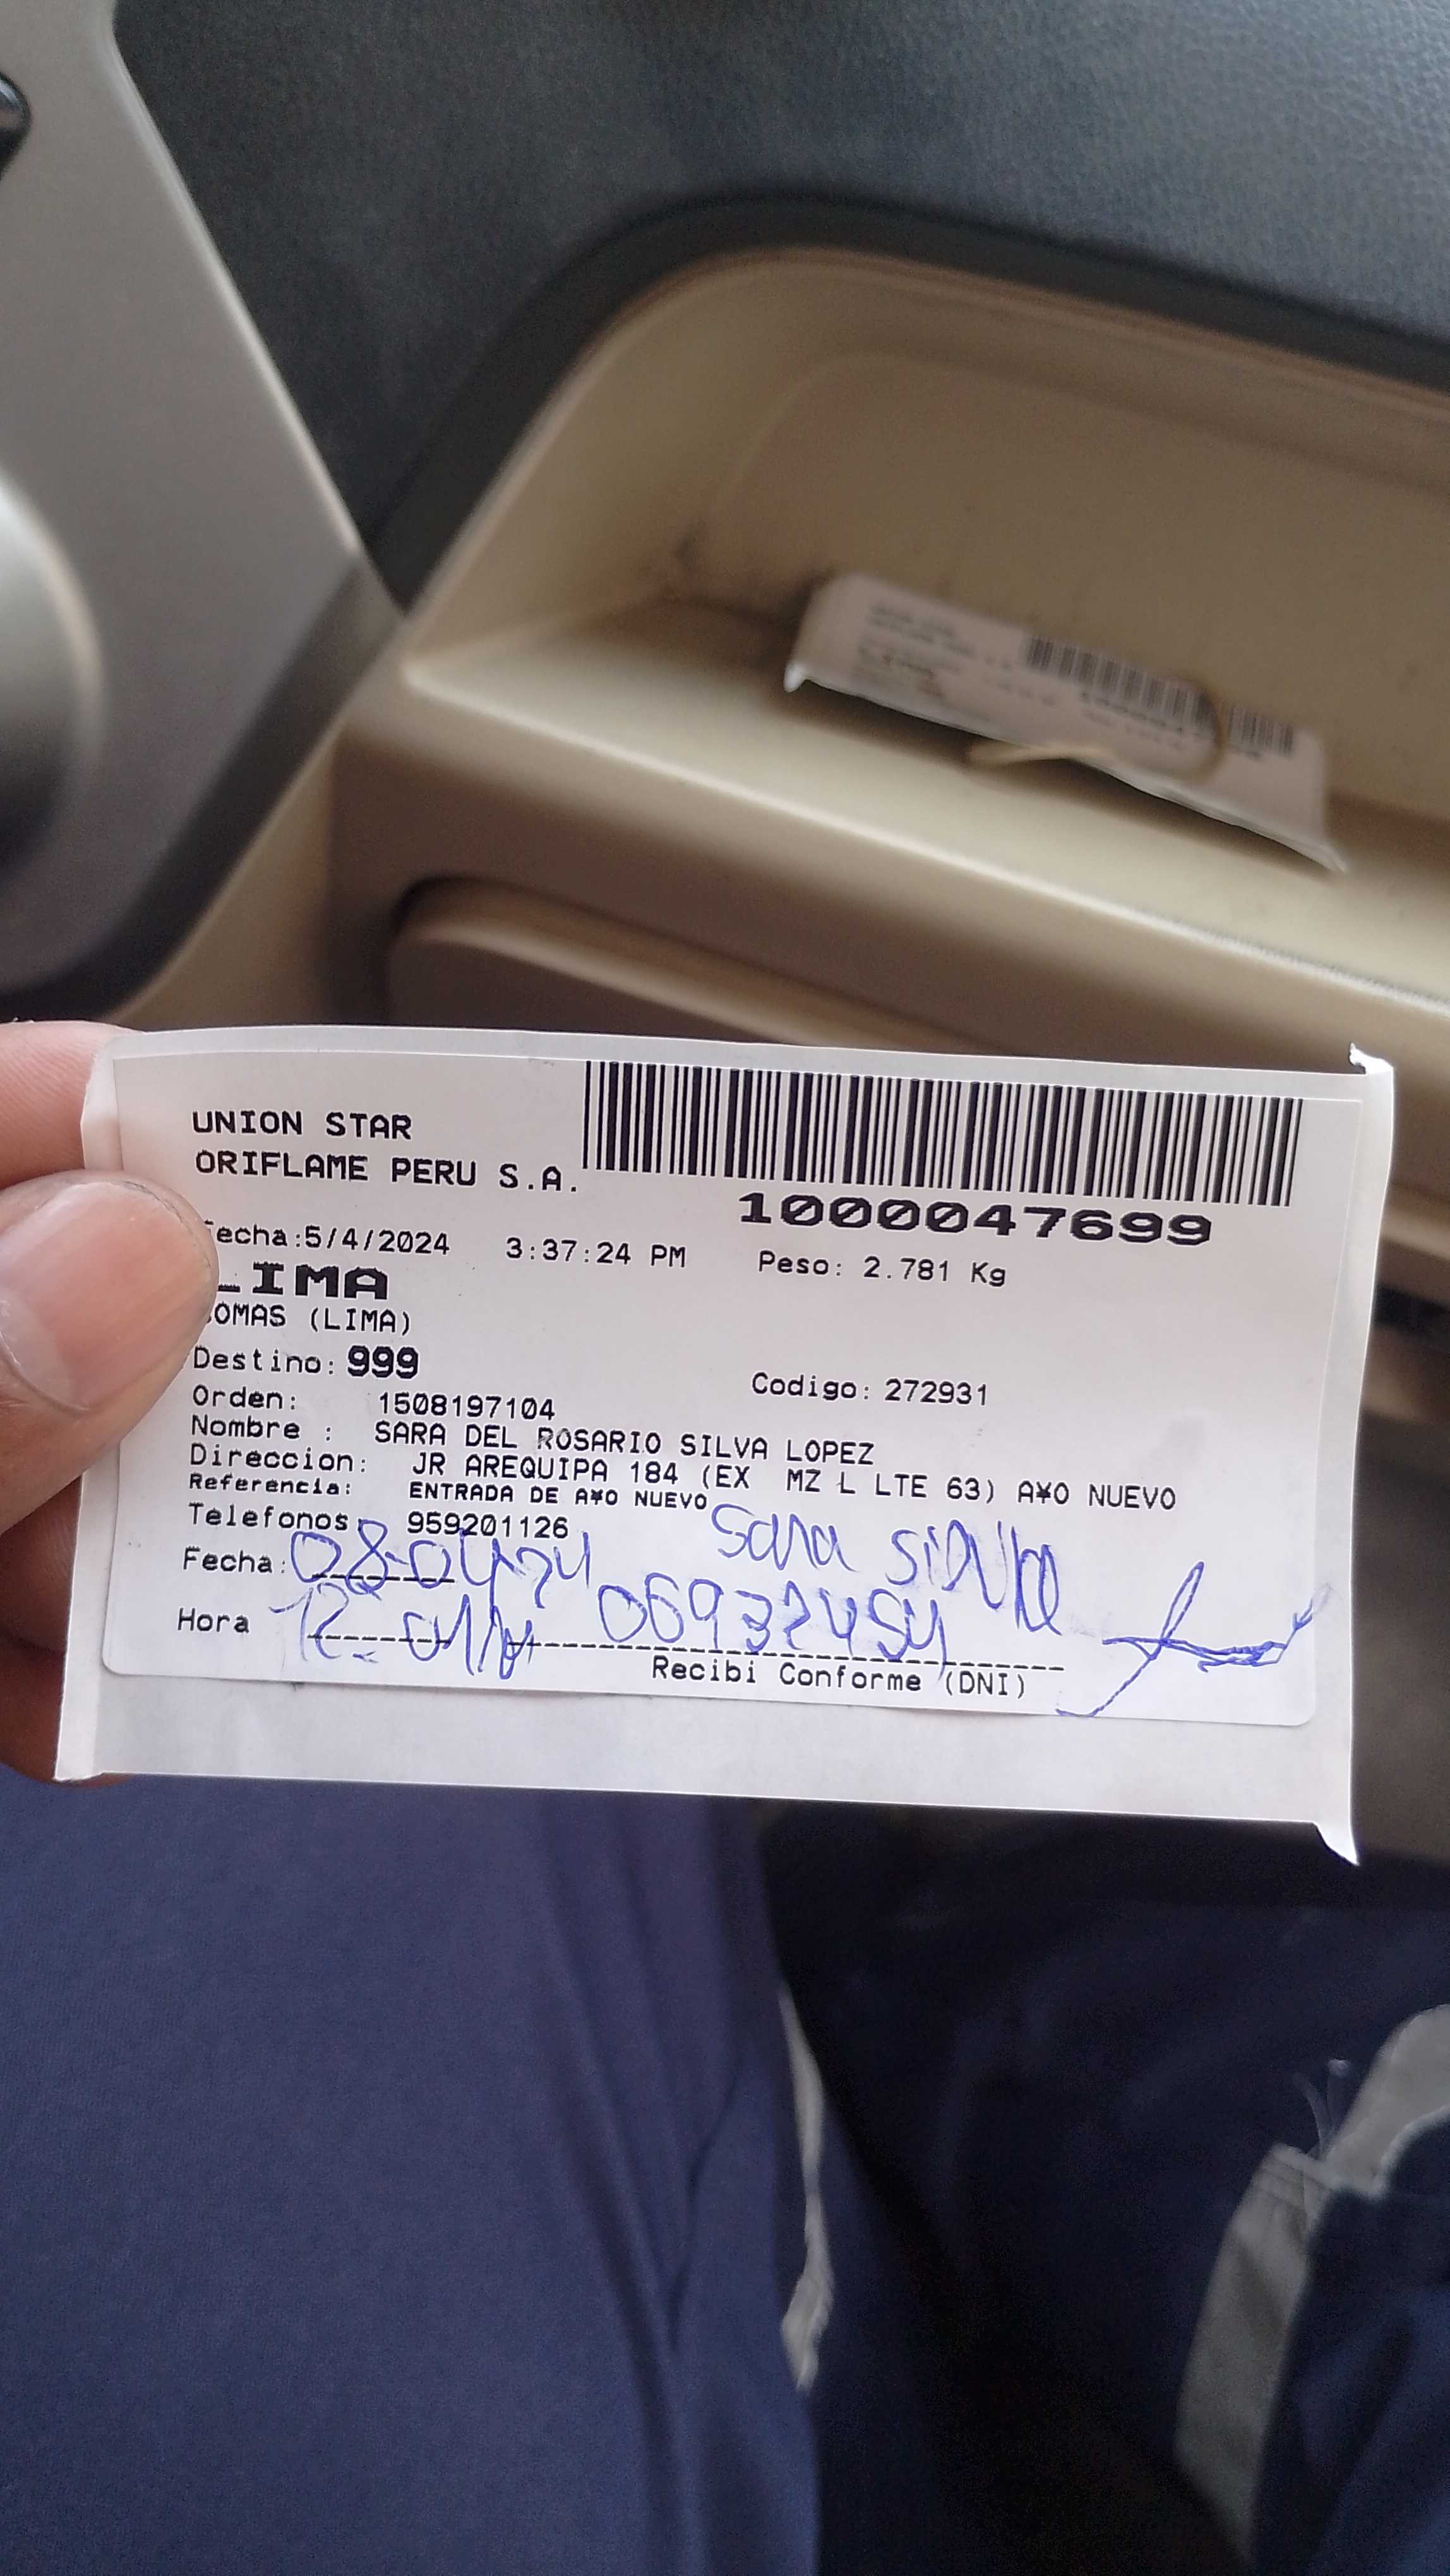 UNION STAR
ORIFLAME PERU S.A.
1000047699
echa:5/4/2024 3:37:24 PM Peso: 2.781 Kg
LIMA
OMAS (LIMA)
Destino: 999
Codigo: 272931
Orden: 1508197104
Nombre : SARA DEL ROSARIO SILVA LOPEZ
Direccion: JR AREQUIPA 184 (EX MZ L LTE 63) A¥O NUEVO
Referencia: ENTRADA DE A¥O NUEVO
Telefonos 959201126 Sara
Fecha: 08-04-24
Hora 06932454
Recibi Conforme (DNI)